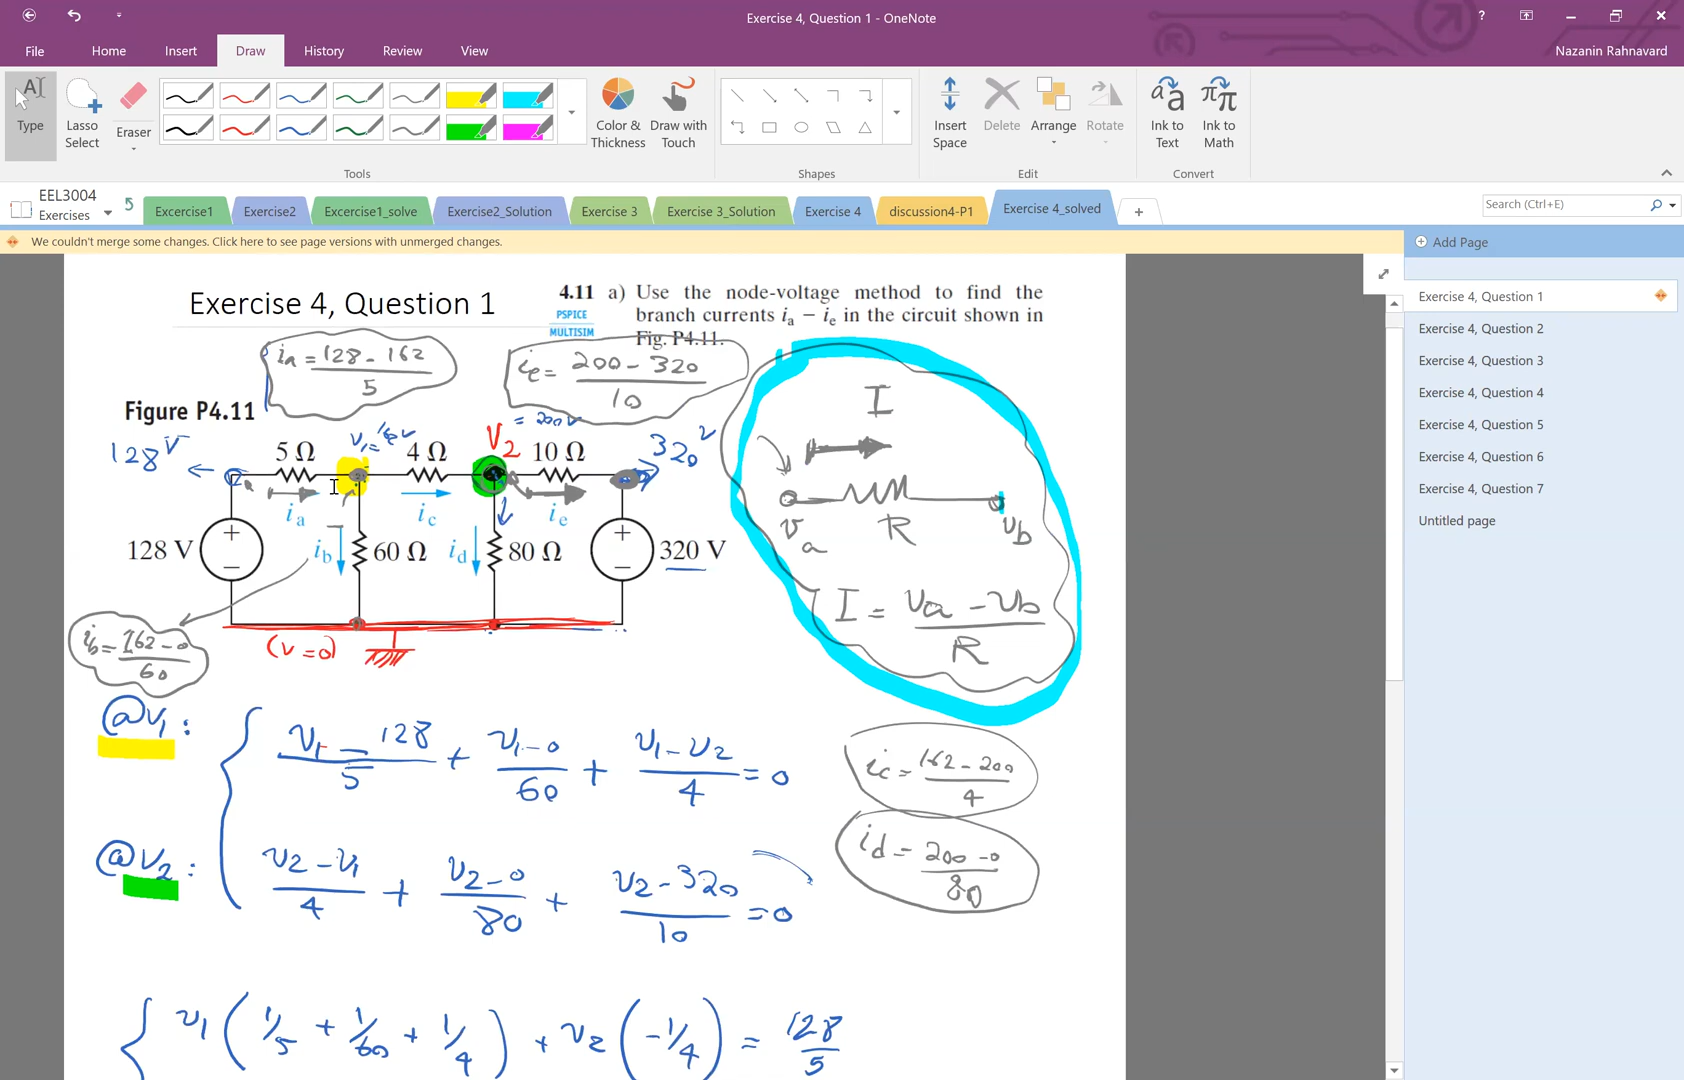 Exercise 4, Question 1 - OneNote
?
File Home Insert Draw History Review View Nazanin Rahnavard
Type Lasso Select Eraser Color & Thickness Draw with Touch Insert Space Delete Arrange Rotate Ink to Text Ink to Math
Tools Shapes Edit Convert
EEL3004 Exercises
Excercise1 Exercise2 Excercise1_solve Exercise2_Solution Exercise 3 Exercise 3_Solution Exercise 4 discussion4-P1 Exercise 4_solved + Search (Ctrl+E)
We couldn't merge some changes. Click here to see page versions with unmerged changes.
Add Page
Exercise 4, Question 1
Exercise 4, Question 2
Exercise 4, Question 3
Exercise 4, Question 4
Exercise 4, Question 5
Exercise 4, Question 6
Exercise 4, Question 7
Untitled page
Exercise 4, Question 1
4.11 a) Use the node-voltage method to find the
PSPICE branch currents ia − ie in the circuit shown in
MULTISIM Fig. P4.11.
ia = 128 - 162 / 5
ie = 200 - 320 / 10
Figure P4.11
128 V
= 200 V
V2
320 V
5 Ω 4 Ω 10 Ω
ia ic ie
128 V + − ib 60 Ω id 80 Ω + − 320 V
(v = 0)
ib = 162 - 0 / 60
I
va R vb
I = va - vb / R
@v1: v1 - 128 / 5 + v1 - 0 / 60 + v1 - v2 / 4 = 0
ic = 162 - 200 / 4
@v2: v2 - v1 / 4 + v2 - 0 / 80 + v2 - 320 / 10 = 0
id = 200 - 0 / 80
v1 ( 1/5 + 1/60 + 1/4 ) + v2 ( -1/4 ) = 128 / 5